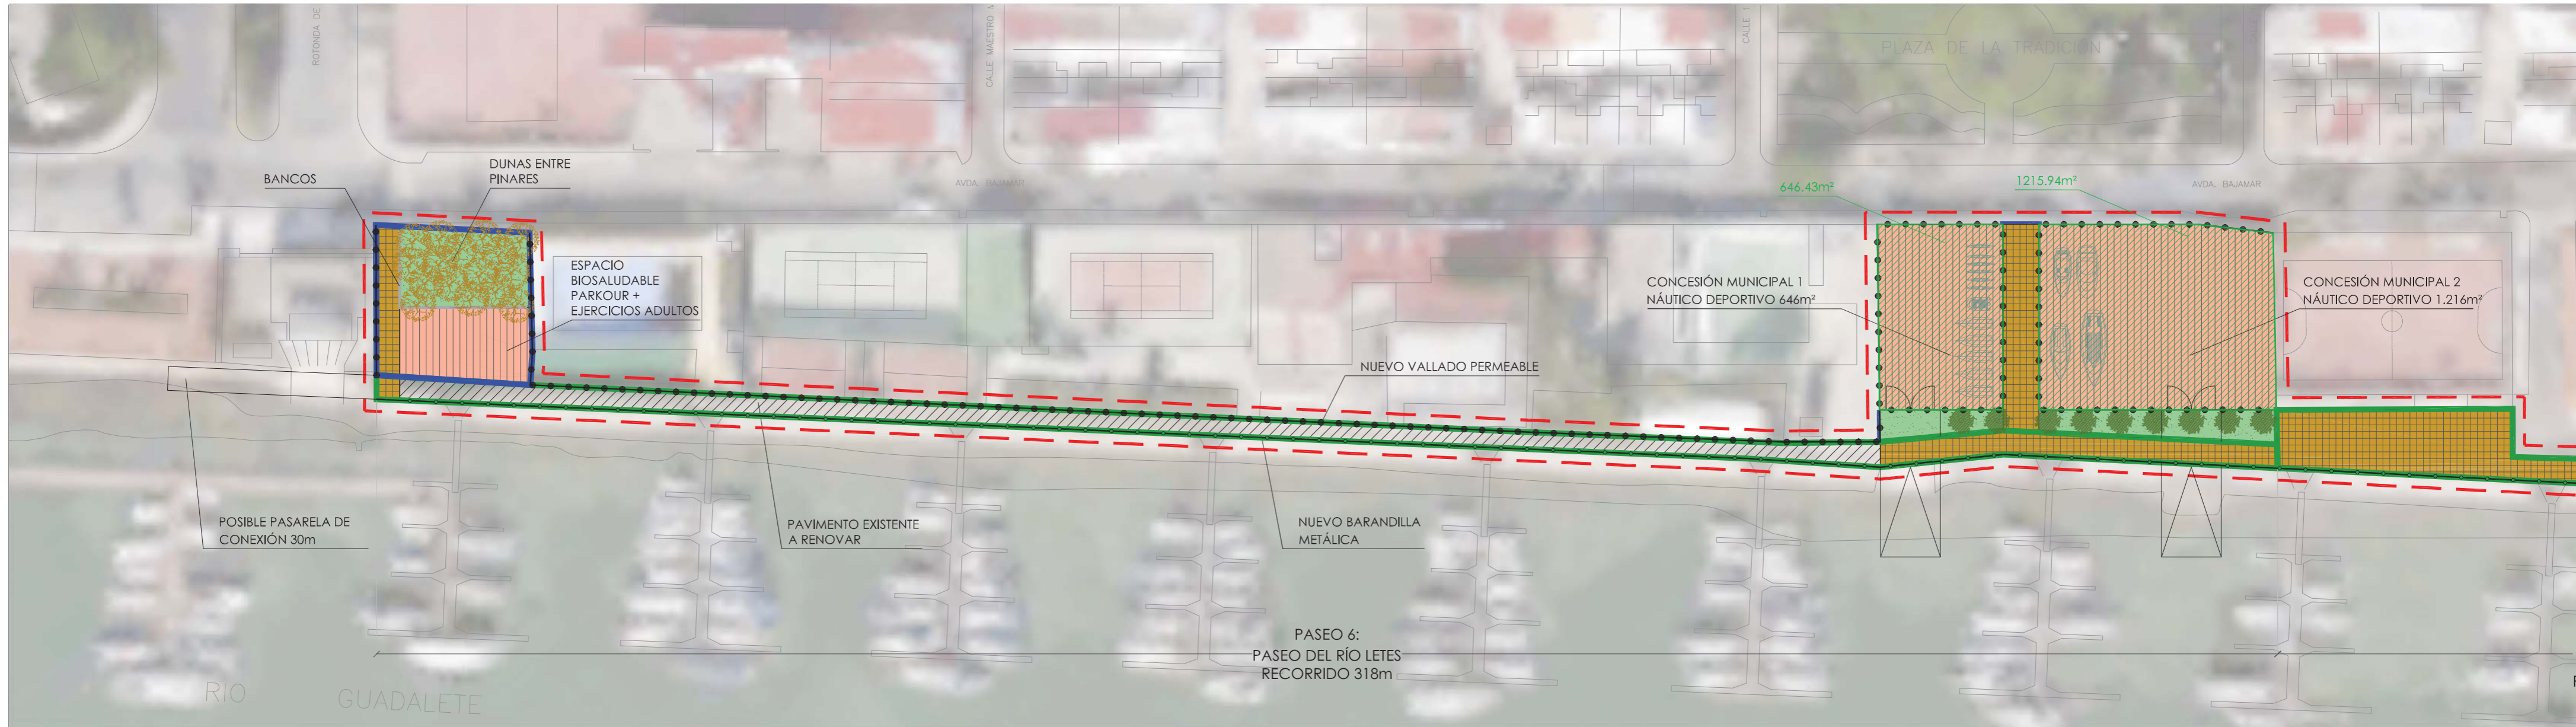 ROTONDA DE
CALLE MAESTRO M
CALLE 1
PLAZA DE LA TRADICIÓN
BANCOS
DUNAS ENTRE
PINARES
AVDA. BAJAMAR
646.43m²
1215.94m²
AVDA. BAJAMAR
ESPACIO
BIOSALUDABLE
PARKOUR +
EJERCICIOS ADULTOS
CONCESIÓN MUNICIPAL 1
NÁUTICO DEPORTIVO 646m²
CONCESIÓN MUNICIPAL 2
NÁUTICO DEPORTIVO 1.216m²
NUEVO VALLADO PERMEABLE
POSIBLE PASARELA DE
CONEXIÓN 30m
PAVIMENTO EXISTENTE
A RENOVAR
NUEVO BARANDILLA
METÁLICA
PASEO 6:
PASEO DEL RÍO LETES
RECORRIDO 318m
RIO GUADALETE